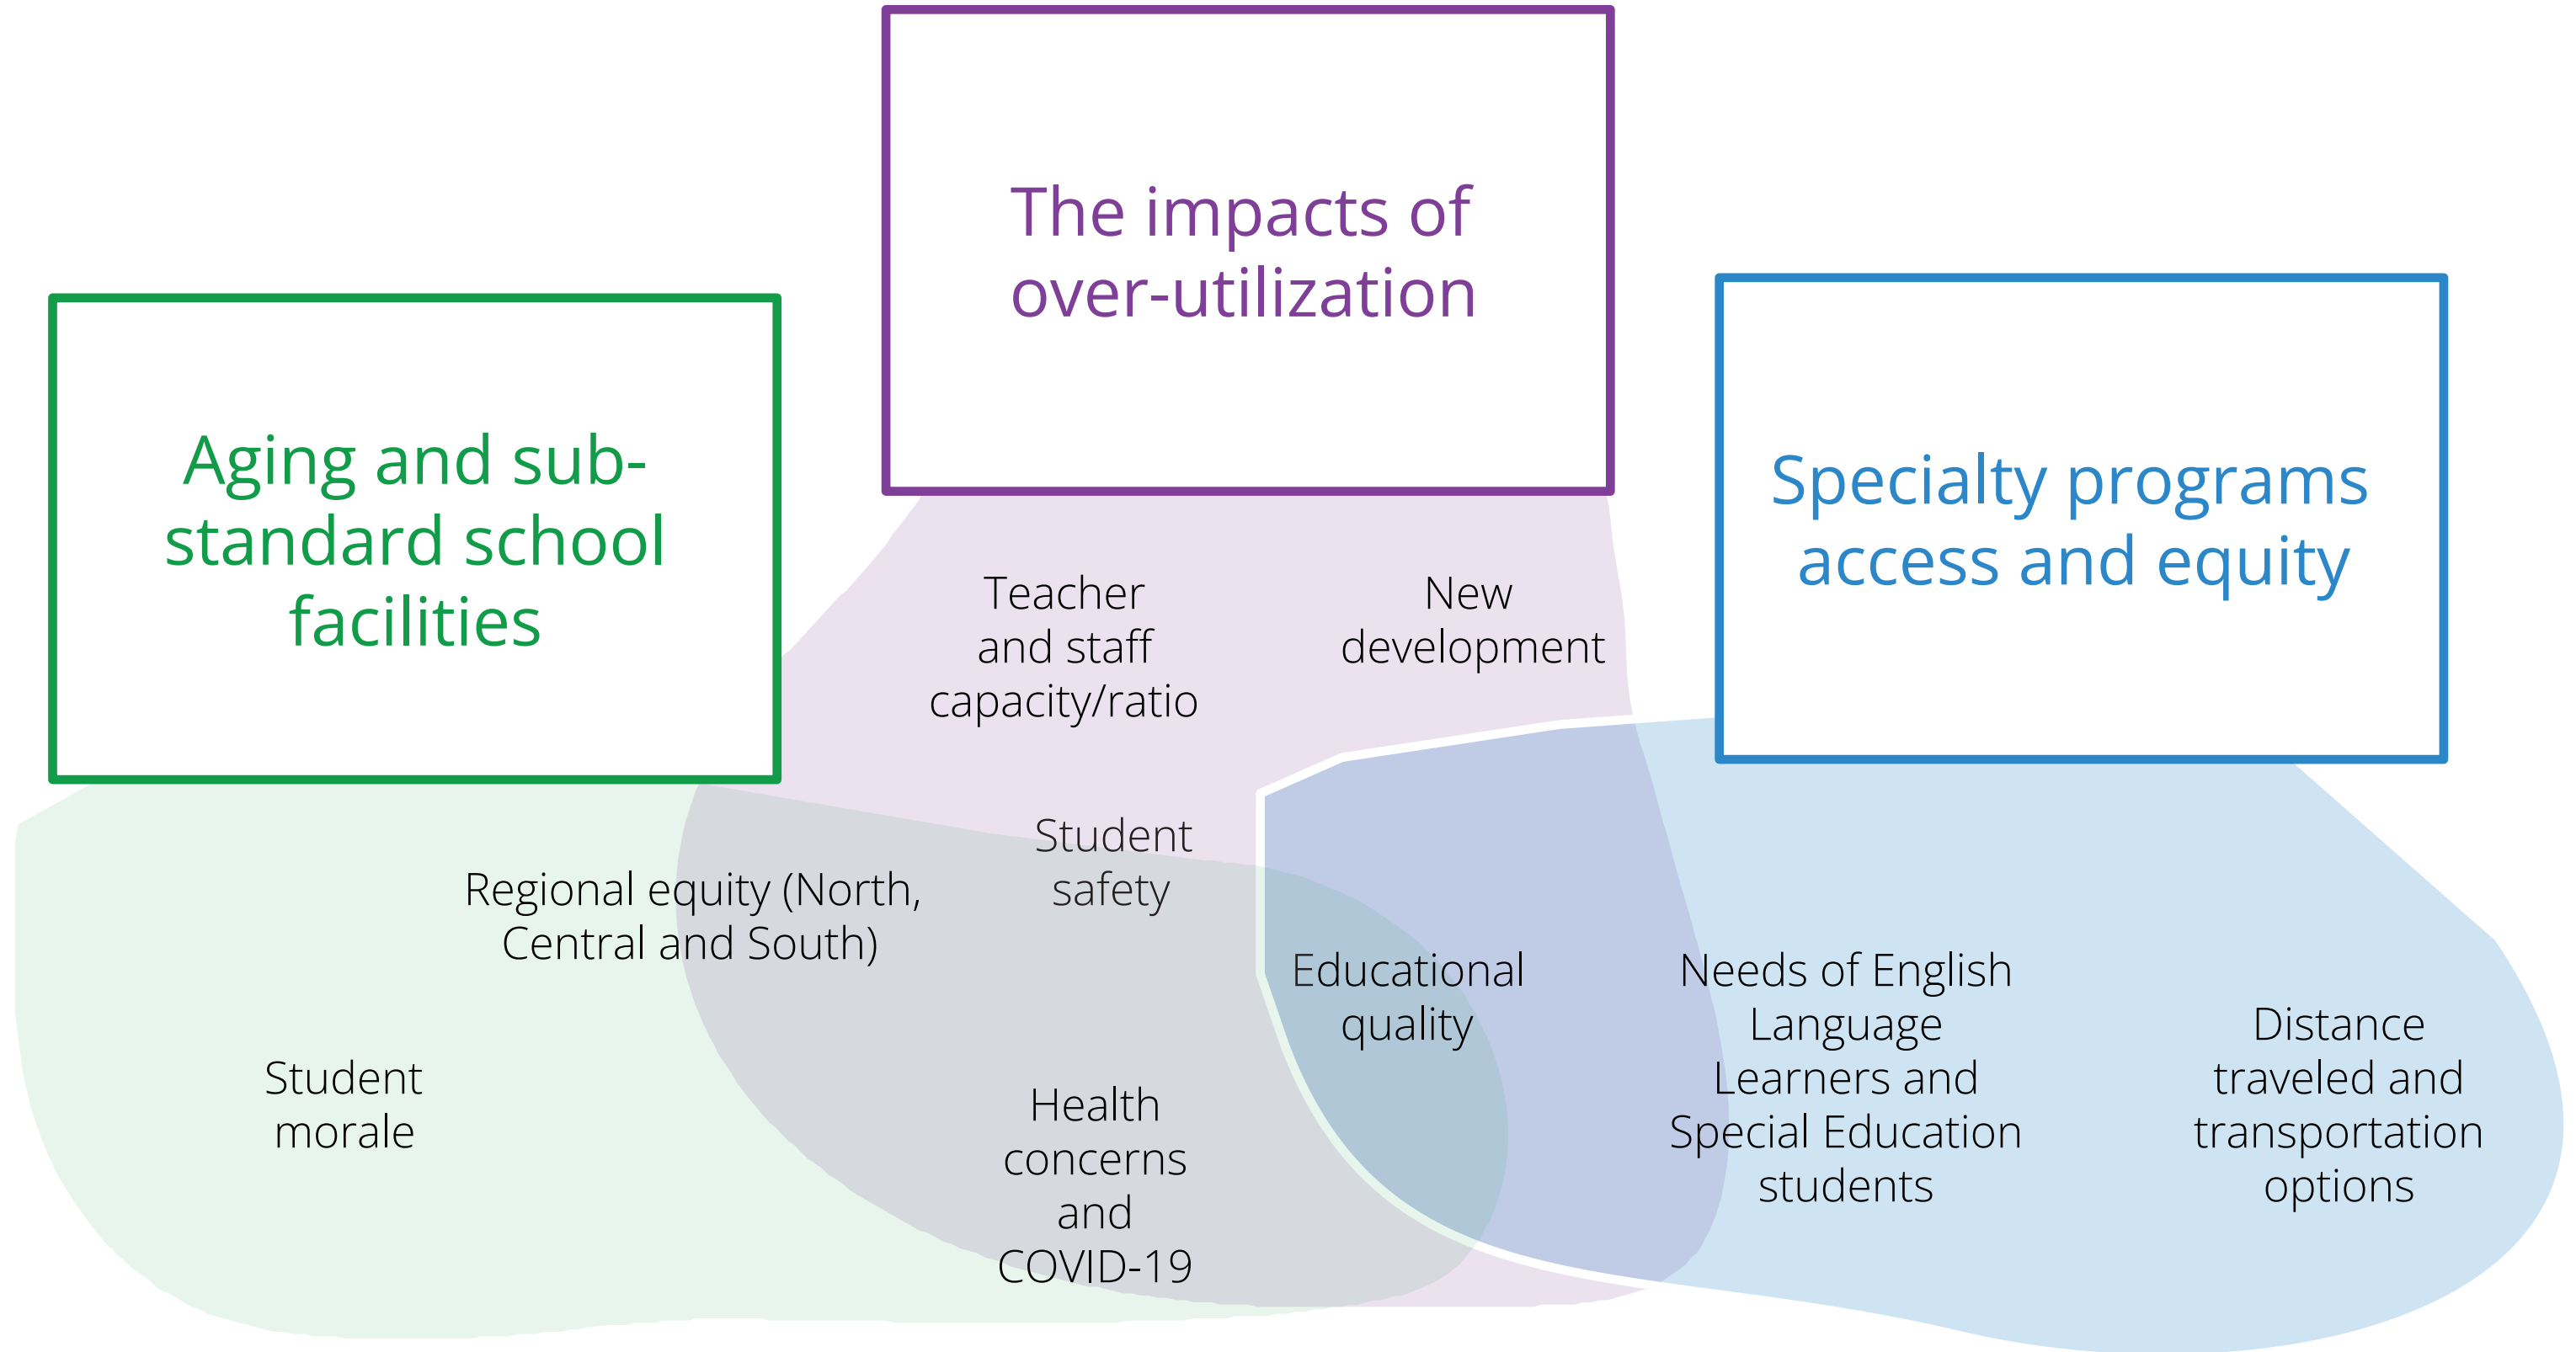 The impacts of
over-utilization
Aging and sub-
standard school
facilities
Specialty programs
access and equity
Teacher
and staff
capacity/ratio
New
development
Student
safety
Regional equity (North,
Central and South)
Educational
quality
Needs of English
Language
Learners and
Special Education
students
Distance
traveled and
transportation
options
Student
morale
Health
concerns
and
COVID-19